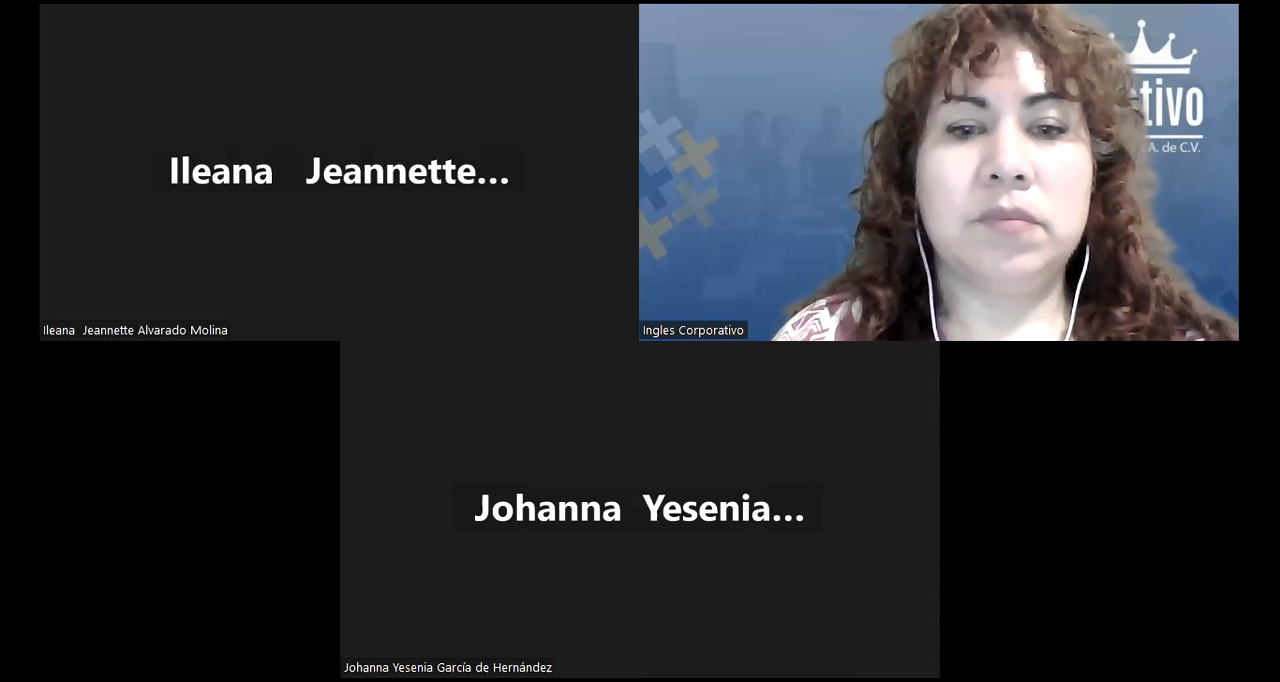 Ileana Jeannette...
Ileana Jeannette Alvarado Molina
tivo
A. de C.V.
Ingles Corporativo
Johanna Yesenia...
Johanna Yesenia García de Hernández